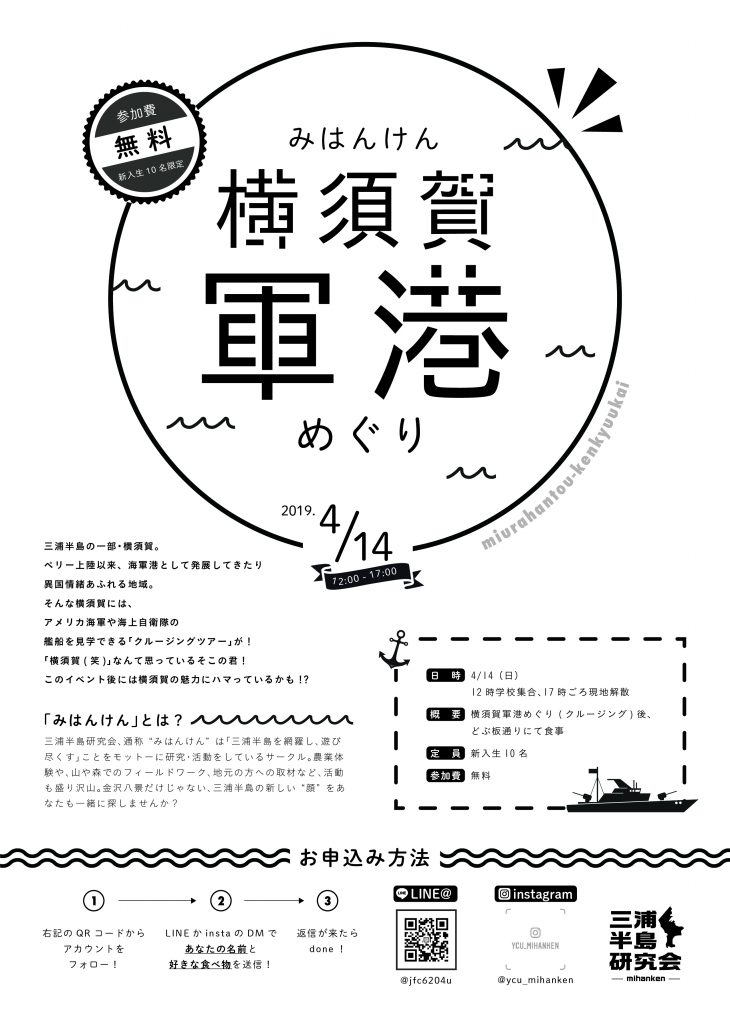 参加費
無料
新入生10名限定
みはんけん
横須賀
軍港
めぐり
miurahantou-kenkyuukai
2019. 4/14
12:00 - 17:00
三浦半島の一部・横須賀。
ペリー上陸以来、海軍港として発展してきたり
異国情緒あふれる地域。
そんな横須賀には、
アメリカ海軍や海上自衛隊の
艦船を見学できる「クルージングツアー」が！
「横須賀(笑)」なんて思っているそこの君！
このイベント後には横須賀の魅力にハマっているかも!?
「みはんけん」とは？
三浦半島研究会、通称“みはんけん”は「三浦半島を網羅し、遊び
尽くす」ことをモットーに研究・活動をしているサークル。農業体
験や、山や森でのフィールドワーク、地元の方への取材など、活動
も盛り沢山。金沢八景だけじゃない、三浦半島の新しい“顔”をあ
なたも一緒に探しませんか？
日時 4/14（日）
12時学校集合、17時ごろ現地解散
概要 横須賀軍港めぐり(クルージング)後、
どぶ板通りにて食事
定員 新入生10名
参加費 無料
お申込み方法
1
右記のQRコードから
アカウントを
フォロー！
2
LINEかinstaのDMで
あなたの名前と
好きな食べ物を送信！
3
返信が来たら
done！
LINE LINE@
@jfc6204u
instagram
YCU_MIHANKEN
@ycu_mihanken
三浦
半島
研究会
mihanken